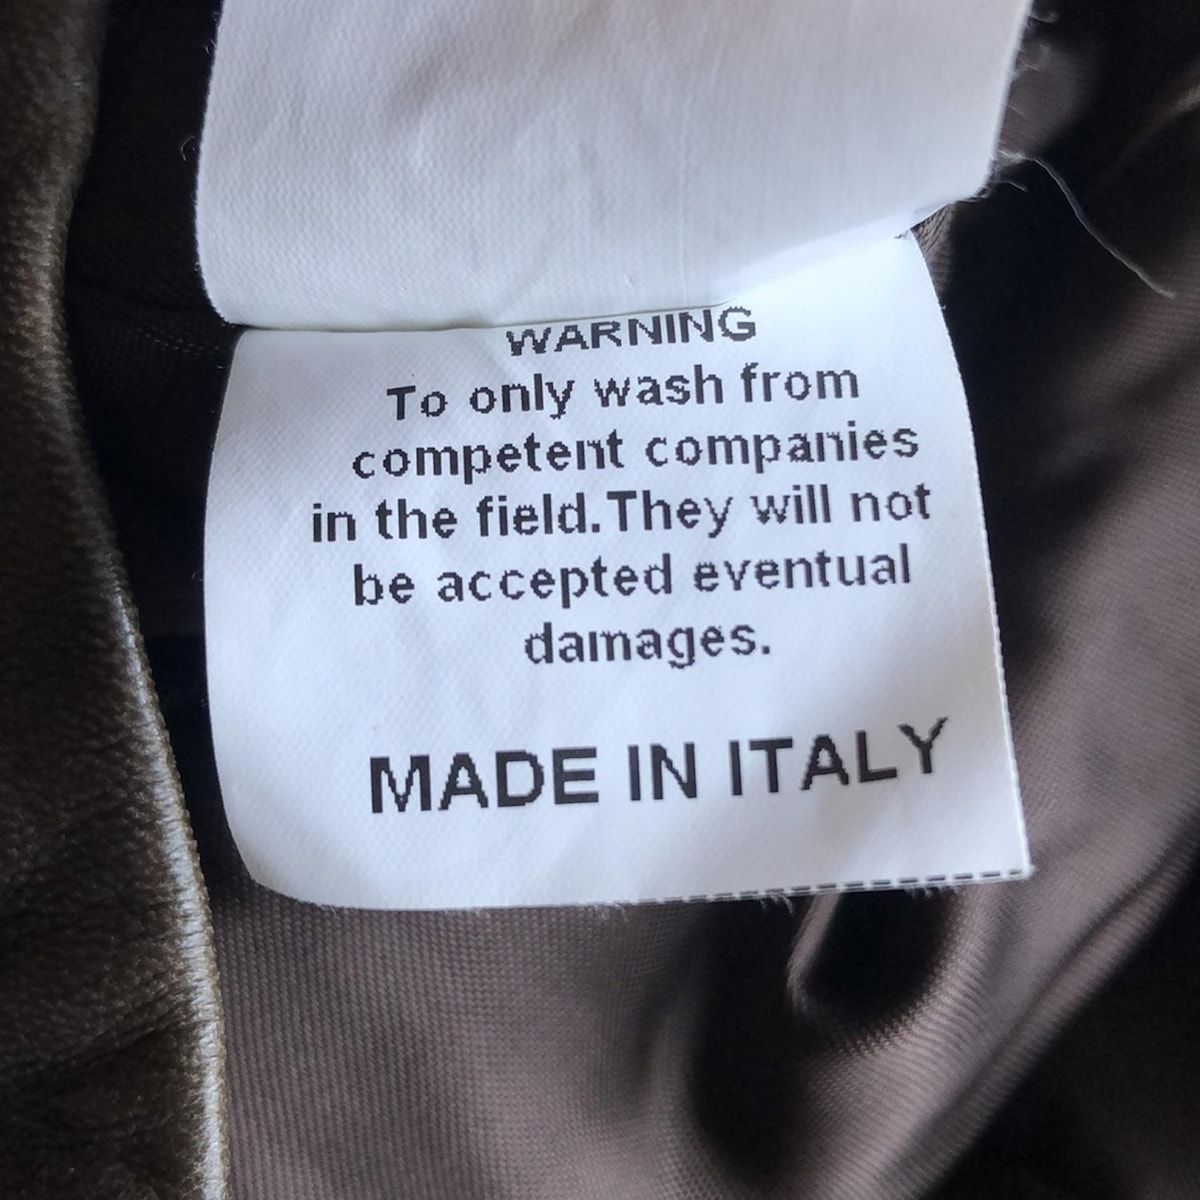 WARNING
To only wash from
competent companies
in the field. They will not
be accepted eventual
damages.
MADE IN ITALY